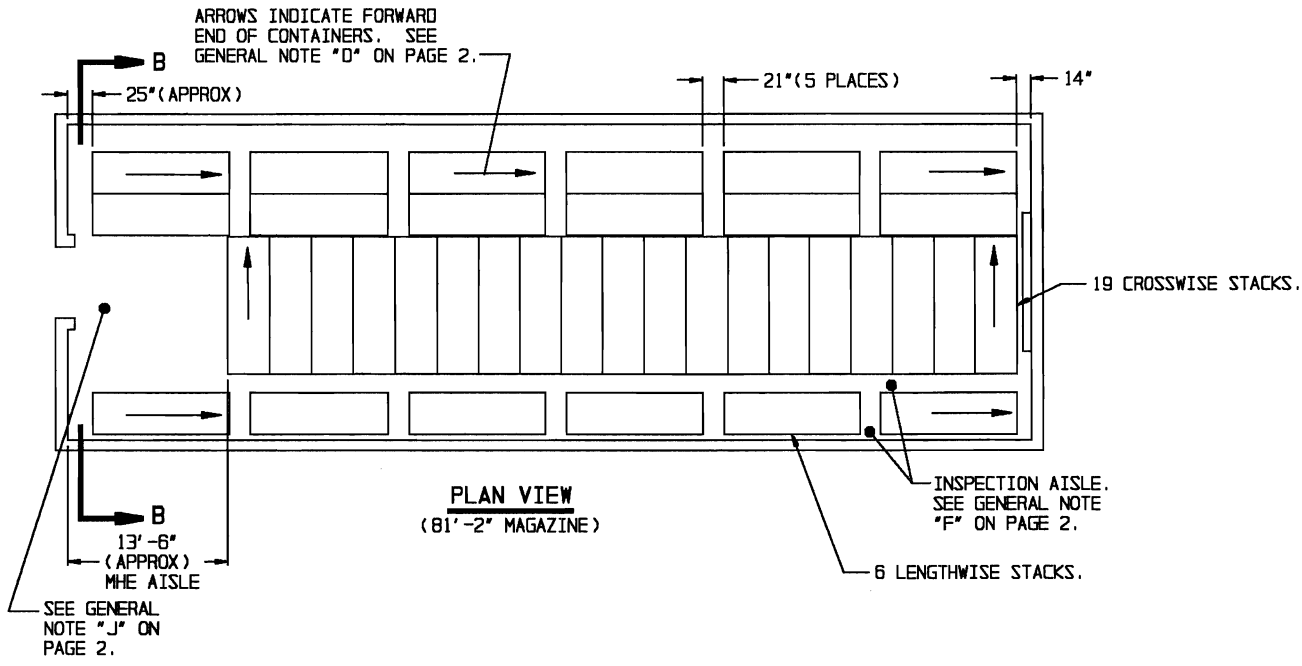 ARROWS INDICATE FORWARD
END OF CONTAINERS. SEE
GENERAL NOTE "D" ON PAGE 2.
B
25"(APPROX)
21"(5 PLACES)
14"
19 CROSSWISE STACKS.
INSPECTION AISLE.
SEE GENERAL NOTE
"F" ON PAGE 2.
PLAN VIEW
(81'-2" MAGAZINE)
B
13'-6"
(APPROX)
MHE AISLE
6 LENGTHWISE STACKS.
SEE GENERAL
NOTE "J" ON
PAGE 2.